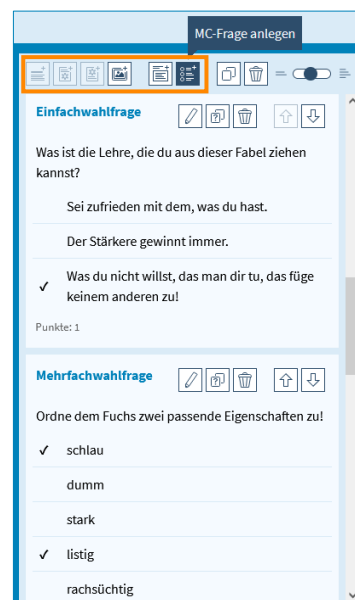 MC-Frage anlegen
Einfachwahlfrage
Was ist die Lehre, die du aus dieser Fabel ziehen
kannst?
Sei zufrieden mit dem, was du hast.
Der Stärkere gewinnt immer.
Was du nicht willst, das man dir tu, das füge
keinem anderen zu!
Punkte: 1
Mehrfachwahlfrage
Ordne dem Fuchs zwei passende Eigenschaften zu!
schlau
dumm
stark
listig
rachsüchtig